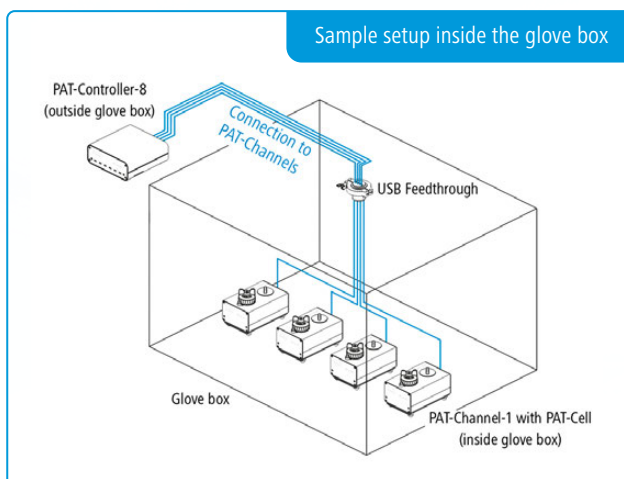 Sample setup inside the glove box
PAT-Controller-8
(outside glove box)
Connection to
PAT-Channels
USB Feedthrough
Glove box
PAT-Channel-1 with PAT-Cell
(inside glove box)